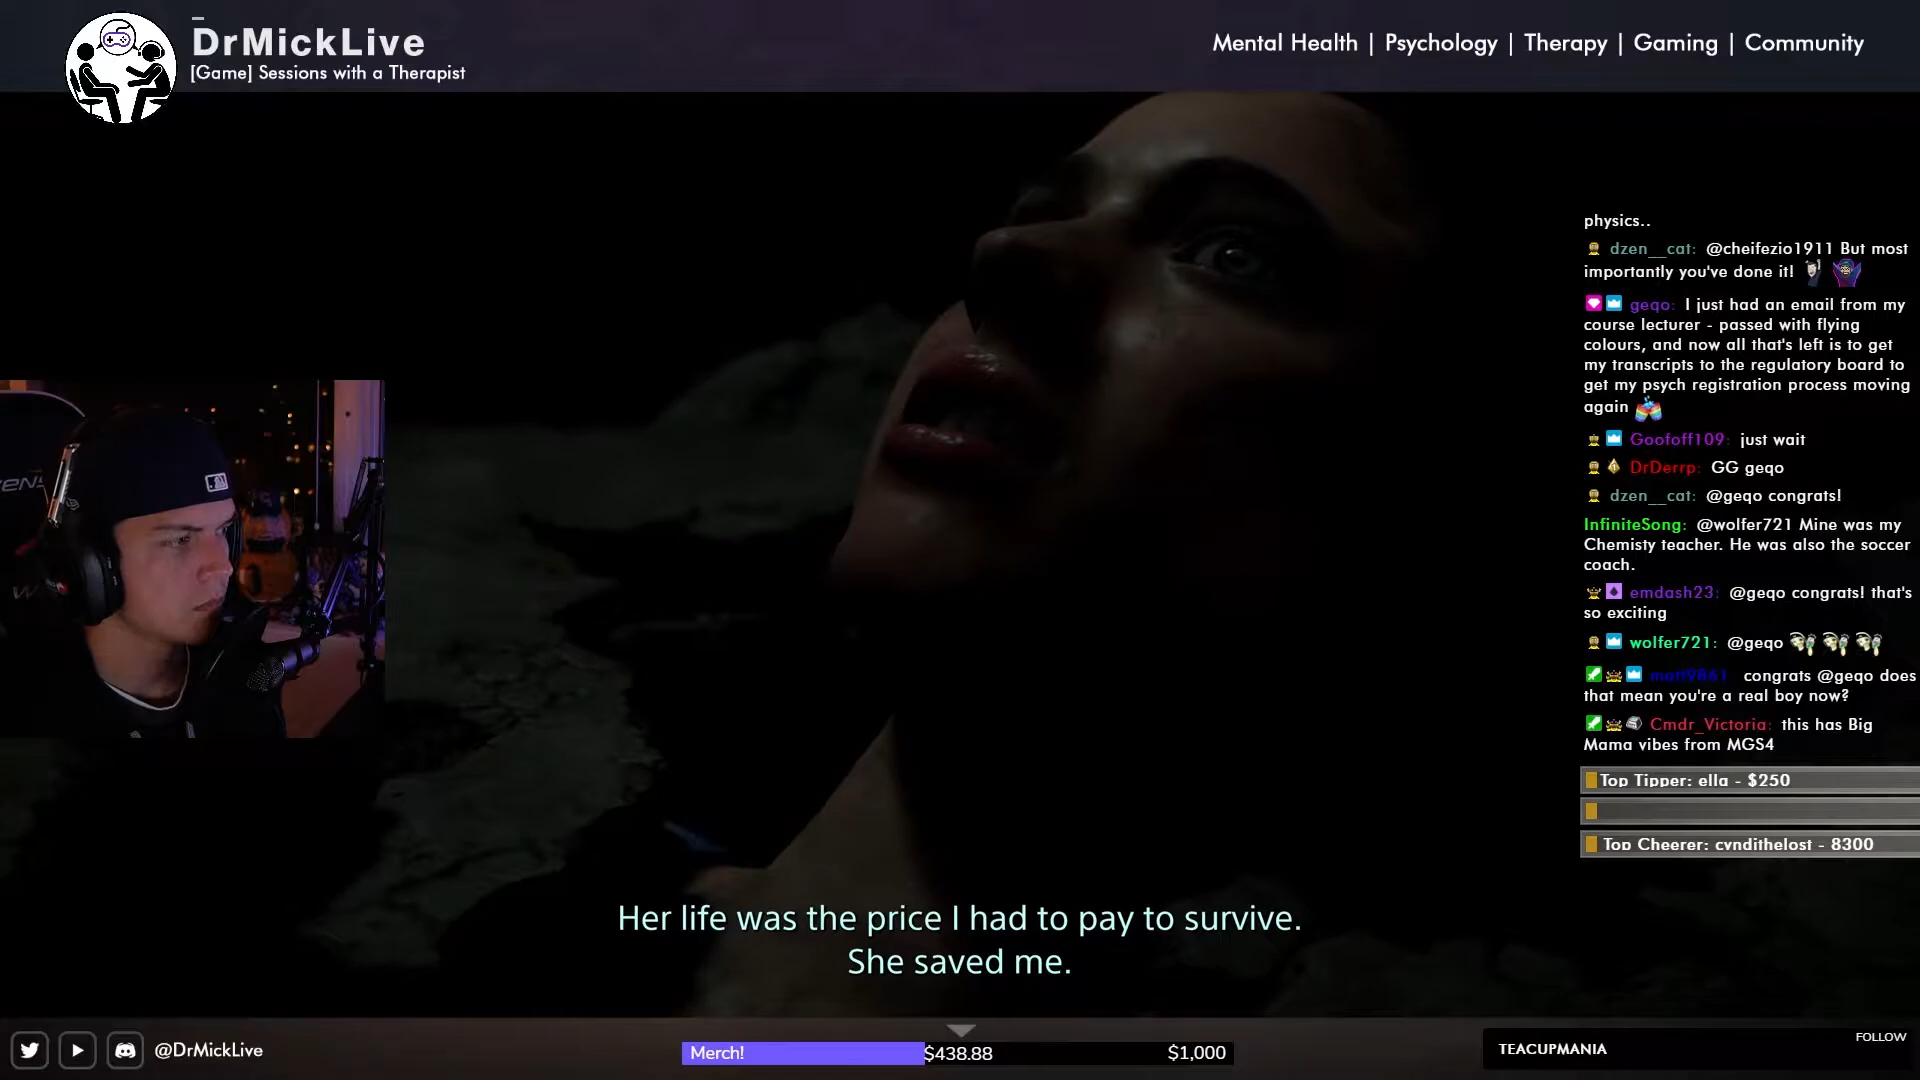 DrMickLive
[Game] Sessions with a Therapist
Mental Health | Psychology | Therapy | Gaming | Community
physics..
dzen__cat: @cheifezio1911 But most
importantly you've done it!
geqo: I just had an email from my
course lecturer - passed with flying
colours, and now all that's left is to get
my transcripts to the regulatory board to
get my psych registration process moving
again
Goofoff109: just wait
DrDerrp: GG geqo
dzen__cat: @geqo congrats!
InfiniteSong: @wolfer721 Mine was my
Chemisty teacher. He was also the soccer
coach.
emdash23: @geqo congrats! that's
so exciting
wolfer721: @geqo
matt9861 congrats @geqo does
that mean you're a real boy now?
Cmdr_Victoria: this has Big
Mama vibes from MGS4
Top Tipper: ella - $250
Top Cheerer: cyndithelost - 8300
Her life was the price I had to pay to survive.
She saved me.
@DrMickLive
Merch! $438.88 $1,000
FOLLOW
TEACUPMANIA